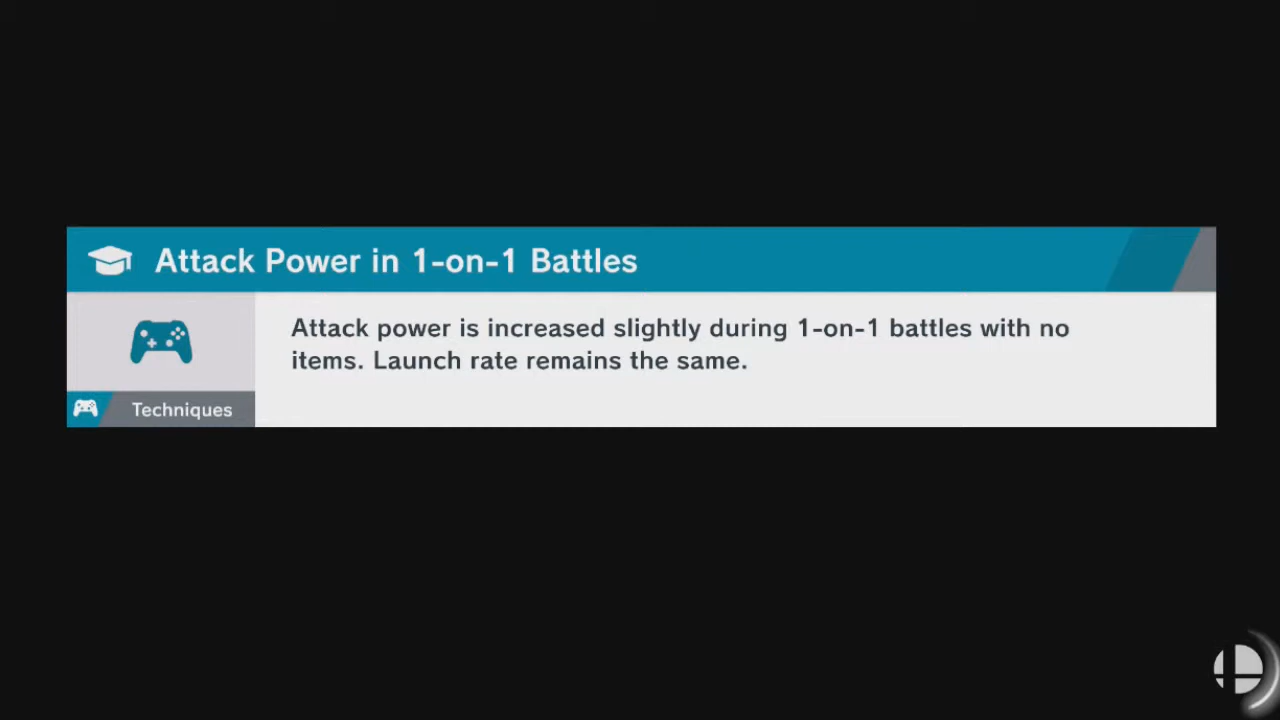 Attack Power in 1-on-1 Battles
Attack power is increased slightly during 1-on-1 battles with no
items. Launch rate remains the same.
Techniques